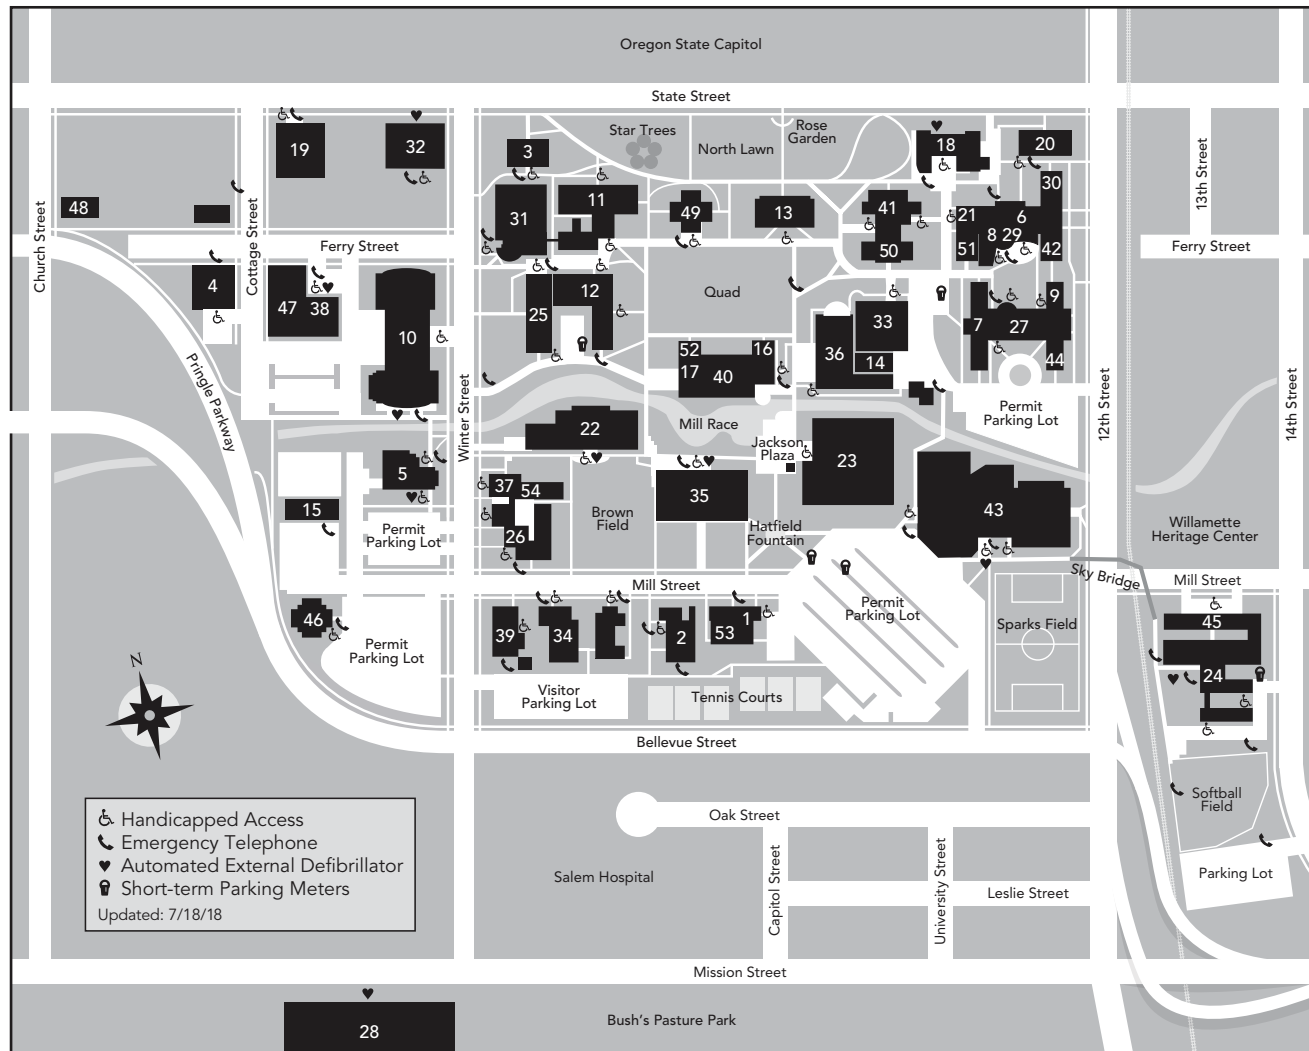 Oregon State Capitol
State Street
Star Trees
Rose
Garden
North Lawn
19
32
3
18
20
13th Street
30
48
11
49
13
41
21
6
31
8
29
Church Street
Ferry Street
50
51
42
Ferry Street
Cottage Street
4
47
38
12
Quad
9
10
25
33
7
27
52
16
36
44
17
40
14
Pringle Parkway
Winter Street
12th Street
14th Street
Permit
Parking Lot
22
Mill Race
Jackson
Plaza
23
5
37
54
35
43
15
Permit
Parking Lot
26
Brown
Field
Hatfield
Fountain
Willamette
Heritage Center
Mill Street
Sky Bridge
Mill Street
46
Permit
Parking Lot
39
34
2
1
53
Permit
Parking Lot
Sparks Field
45
24
Visitor
Parking Lot
Tennis Courts
N
Bellevue Street
Softball
Field
Oak Street
Handicapped Access
Emergency Telephone
Automated External Defibrillator
Short-term Parking Meters
Updated: 7/18/18
Salem Hospital
Capitol Street
University Street
Leslie Street
Parking Lot
Mission Street
28
Bush's Pasture Park